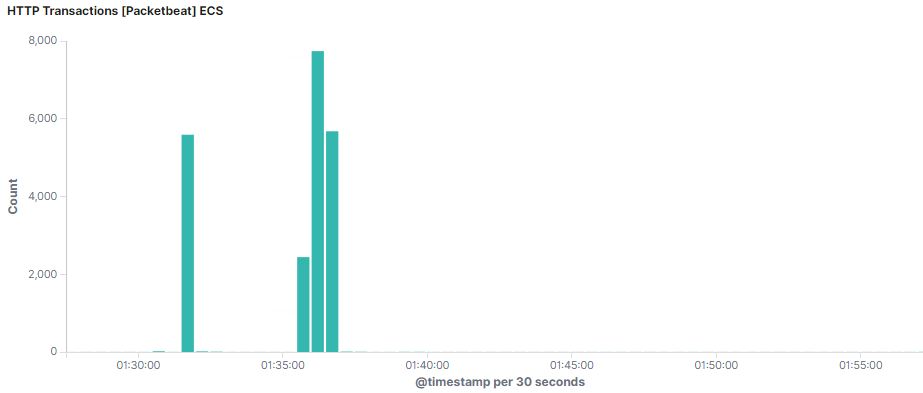 HTTP Transactions [Packetbeat] ECS
8,000
6,000
4,000
2,000
0
Count
01:30:00 01:35:00 01:40:00 01:45:00 01:50:00 01:55:00
@timestamp per 30 seconds